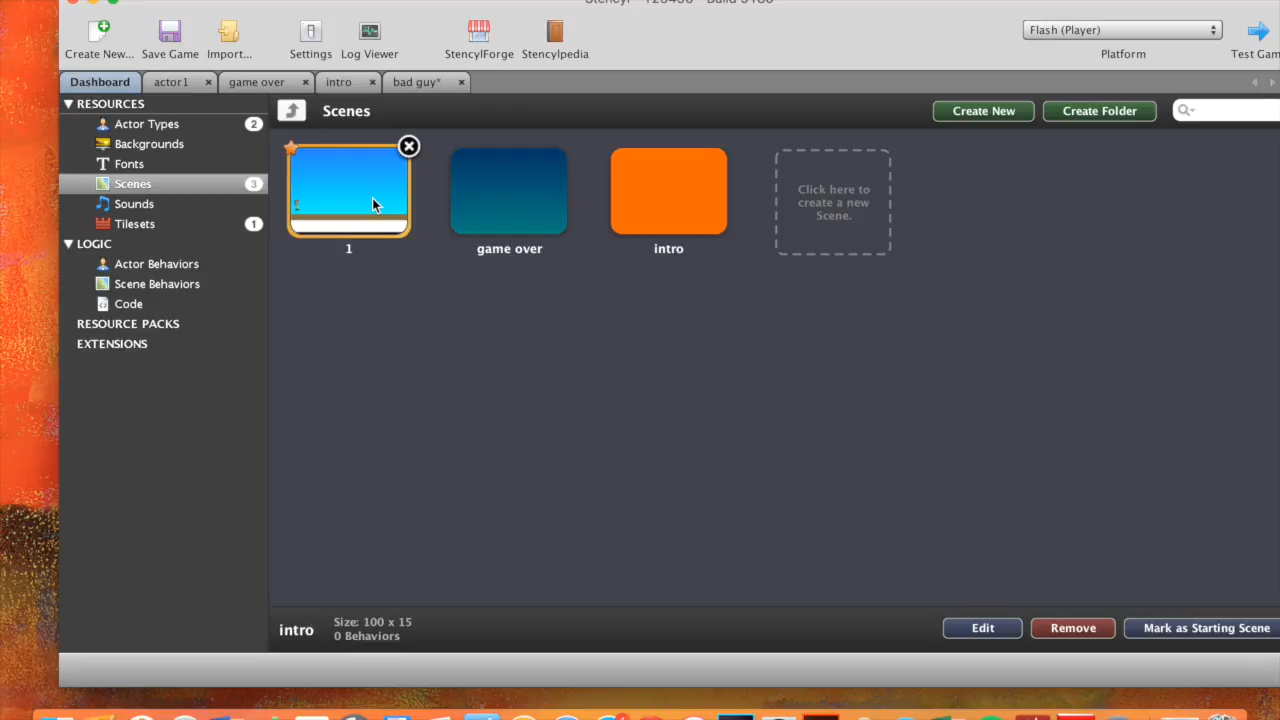 Create New... Save Game Import... Settings Log Viewer StencylForge Stencylpedia Flash (Player) Platform Test Gam
Dashboard actor1 game over intro bad guy*
RESOURCES
Actor Types 2
Backgrounds
Fonts
Scenes 3
Sounds
Tilesets 1
LOGIC
Actor Behaviors
Scene Behaviors
Code
RESOURCE PACKS
EXTENSIONS
Scenes Create New Create Folder
1 game over intro
Click here to
create a new
Scene.
intro
Size: 100 x 15
0 Behaviors
Edit Remove Mark as Starting Scene